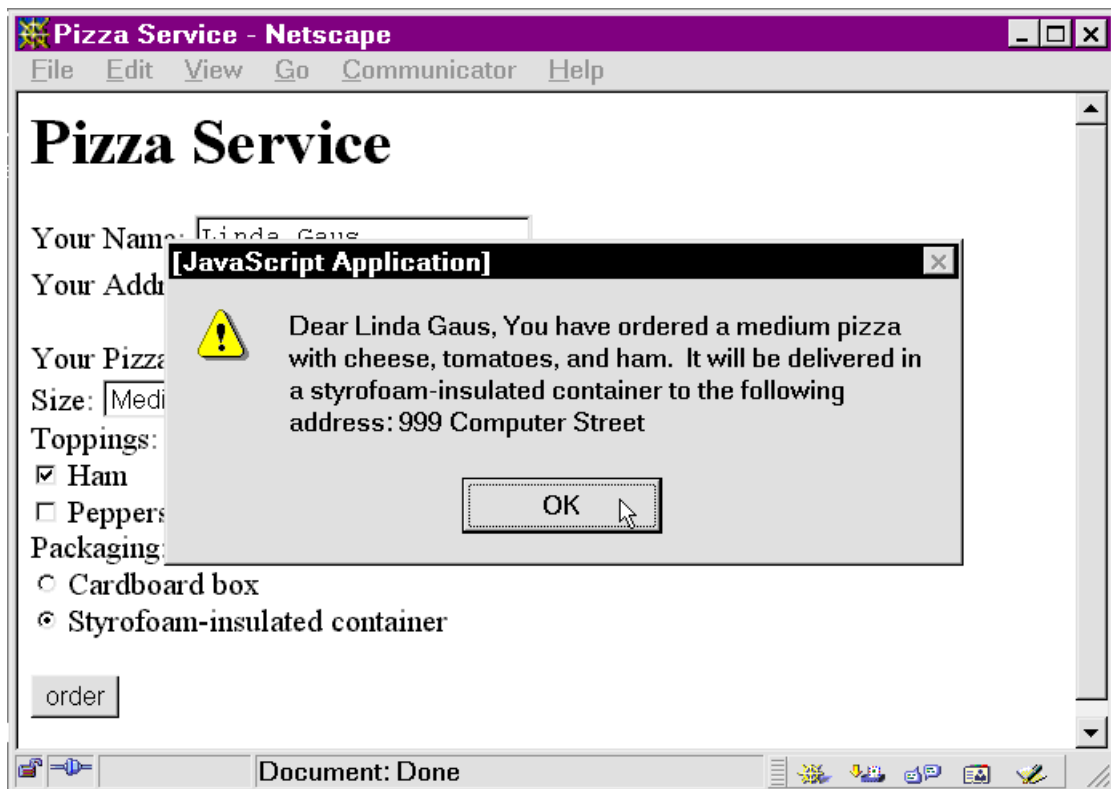 Pizza Service - Netscape
File Edit View Go Communicator Help
Pizza Service
Your Name: Linda Gaus
[JavaScript Application]
Your
Dear Linda Gaus, You have ordered a medium pizza
with cheese, tomatoes, and ham. It will be delivered in
a styrofoam-insulated container to the following
address: 999 Computer Street
Your Pizza
Size: Medi
Toppings:
Ham
OK
Peppers
Packaging:
Cardboard box
Styrofoam-insulated container
order
Document: Done